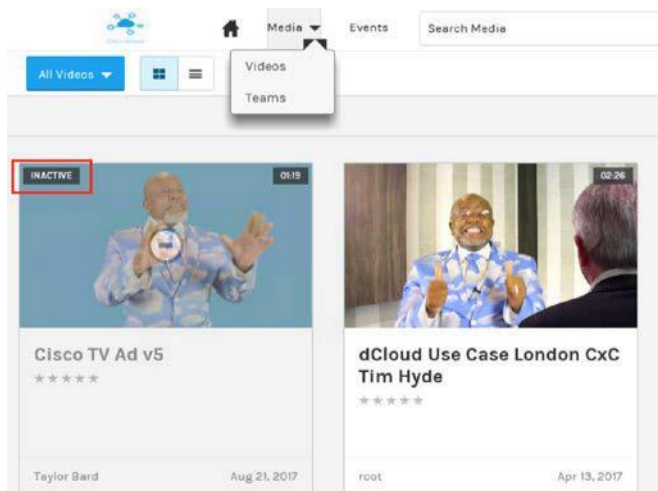 Media
Events
Search Media
All Videos
Videos
Teams
INACTIVE
01:19
02:26
Cisco TV Ad v5
dCloud Use Case London CxC
Tim Hyde
Taylor Bard
Aug 21, 2017
root
Apr 13, 2017